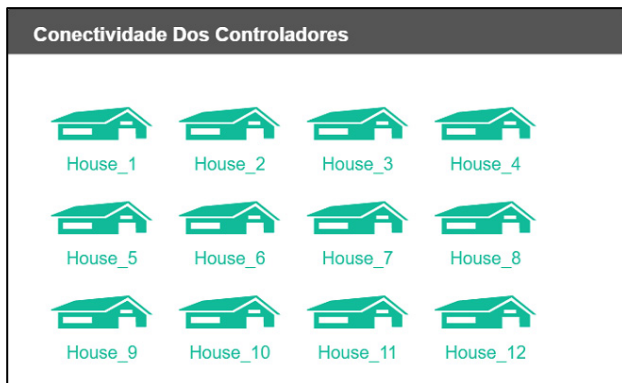 Conectividade Dos Controladores
House_1 House_2 House_3 House_4
House_5 House_6 House_7 House_8
House_9 House_10 House_11 House_12